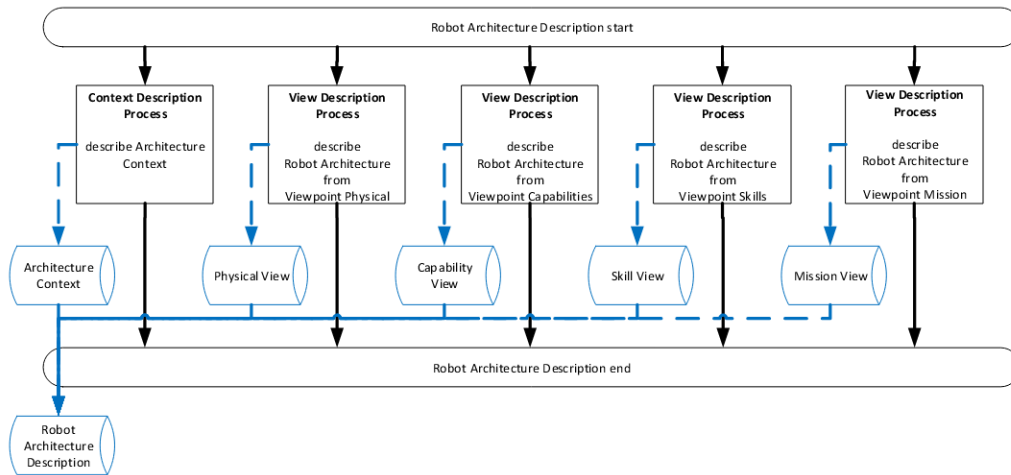 Robot Architecture Description start
Context Description
Process
describe Architecture
Context
View Description
Process
describe
Robot Architecture
from
Viewpoint Physical
View Description
Process
describe
Robot Architecture
from
Viewpoint Capabilities
View Description
Process
describe
Robot Architecture
from
Viewpoint Skills
View Description
Process
describe
Robot Architecture
from
Viewpoint Mission
Architecture
Context
Physical View
Capability
View
Skill View
Mission View
Robot Architecture Description end
Robot
Architecture
Description